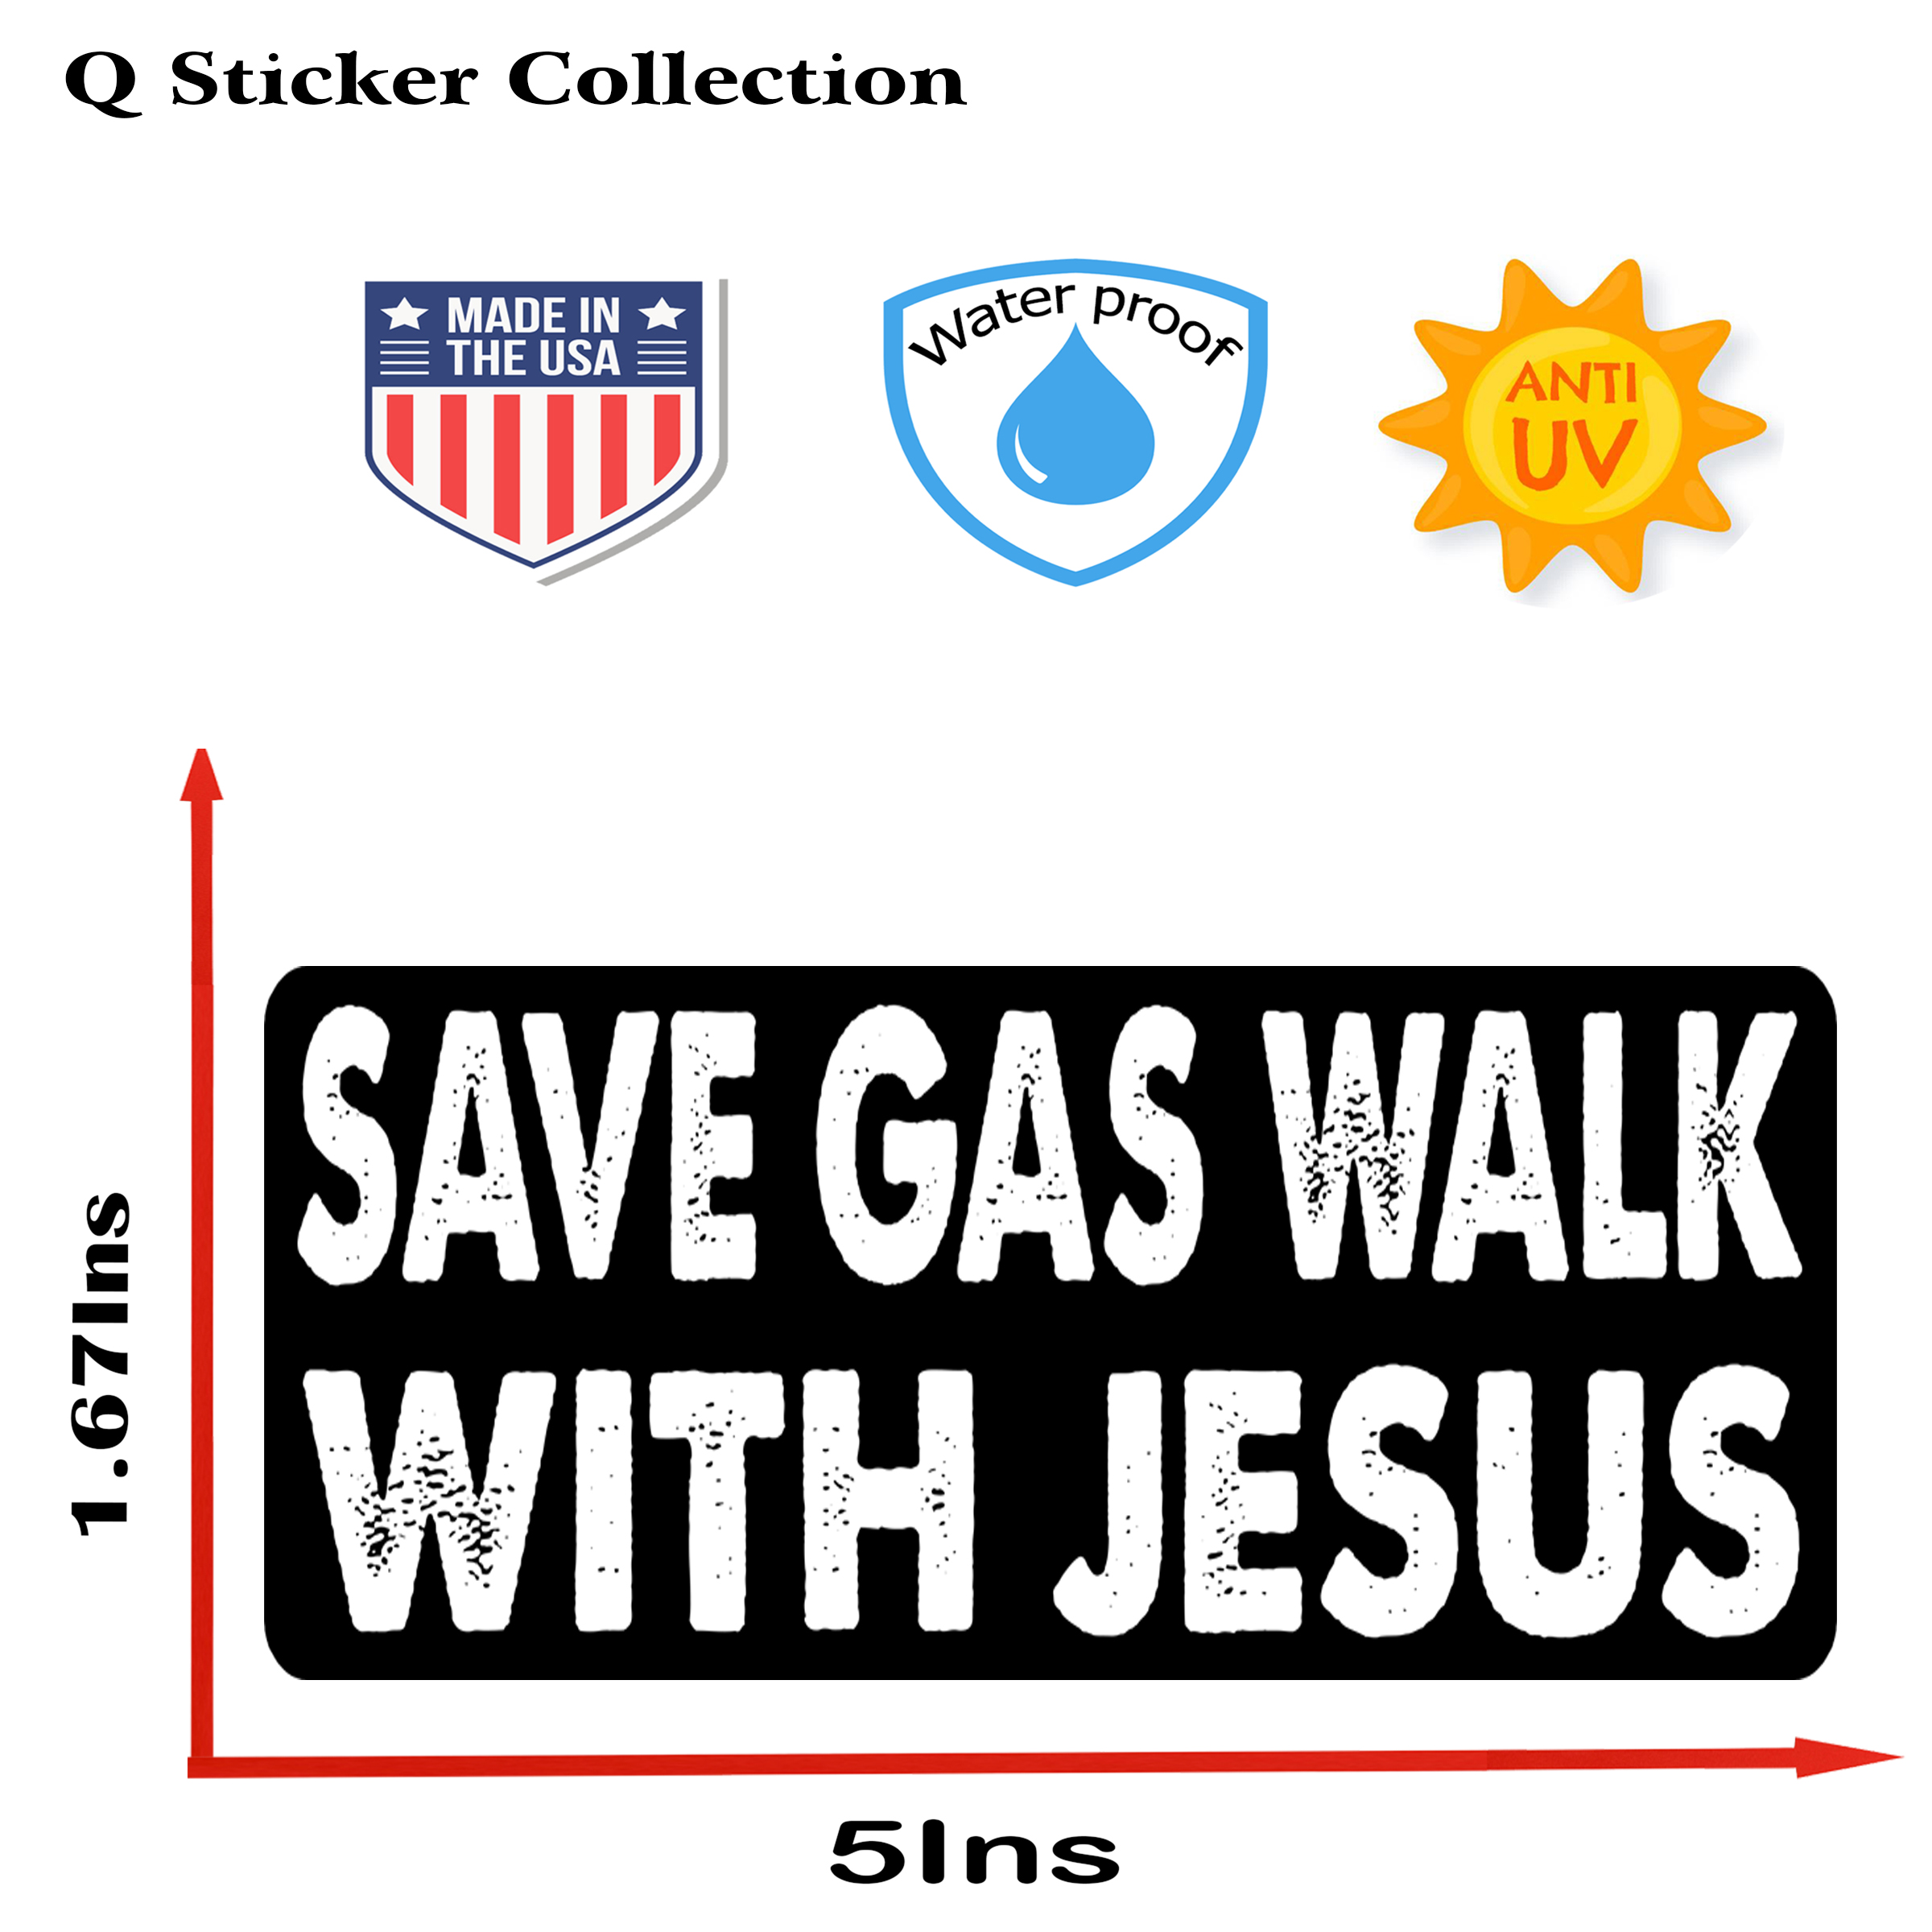 Q Sticker Collection
MADE IN
THE USA
Water proof
ANTI
UV
1.67Ins
SAVE GAS WALK
WITH JESUS
5Ins